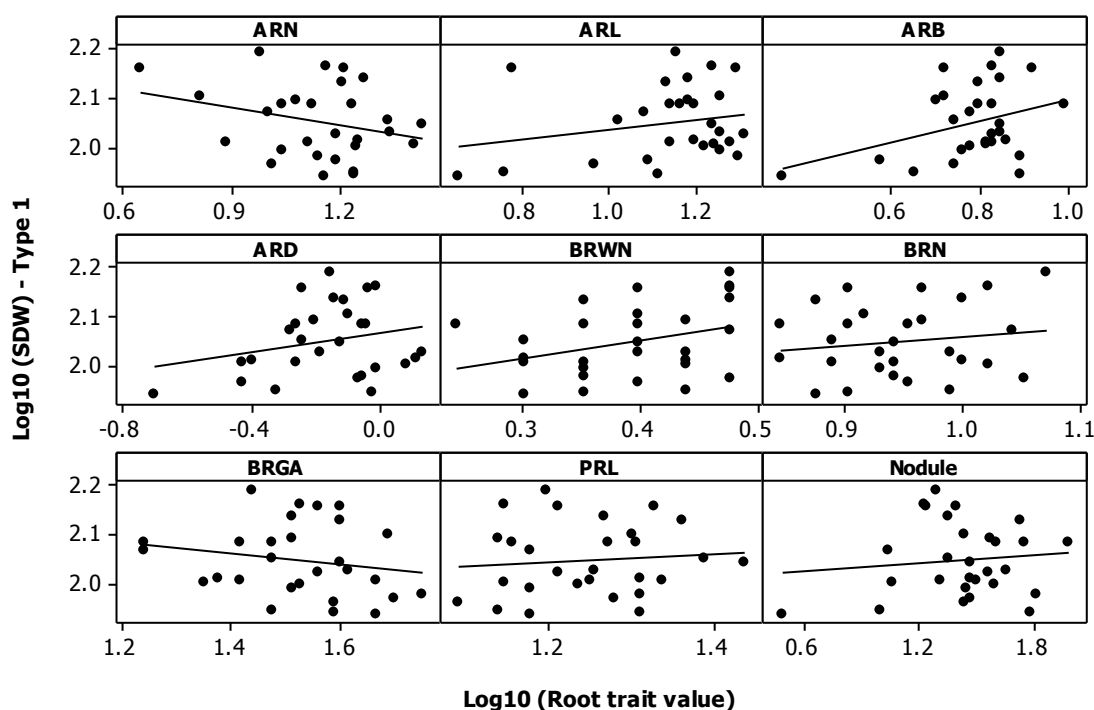 ARN ARL ARB
2.2
2.1
2.0
0.6 0.9 1.2 0.8 1.0 1.2 0.6 0.8 1.0
ARD BRWN BRN
2.2
2.1
2.0
-0.8 -0.4 0.0 0.3 0.4 0.5 0.9 1.0 1.1
BRGA PRL Nodule
2.2
2.1
2.0
1.2 1.4 1.6 1.2 1.4 0.6 1.2 1.8
Log10 (SDW) - Type 1
Log10 (Root trait value)